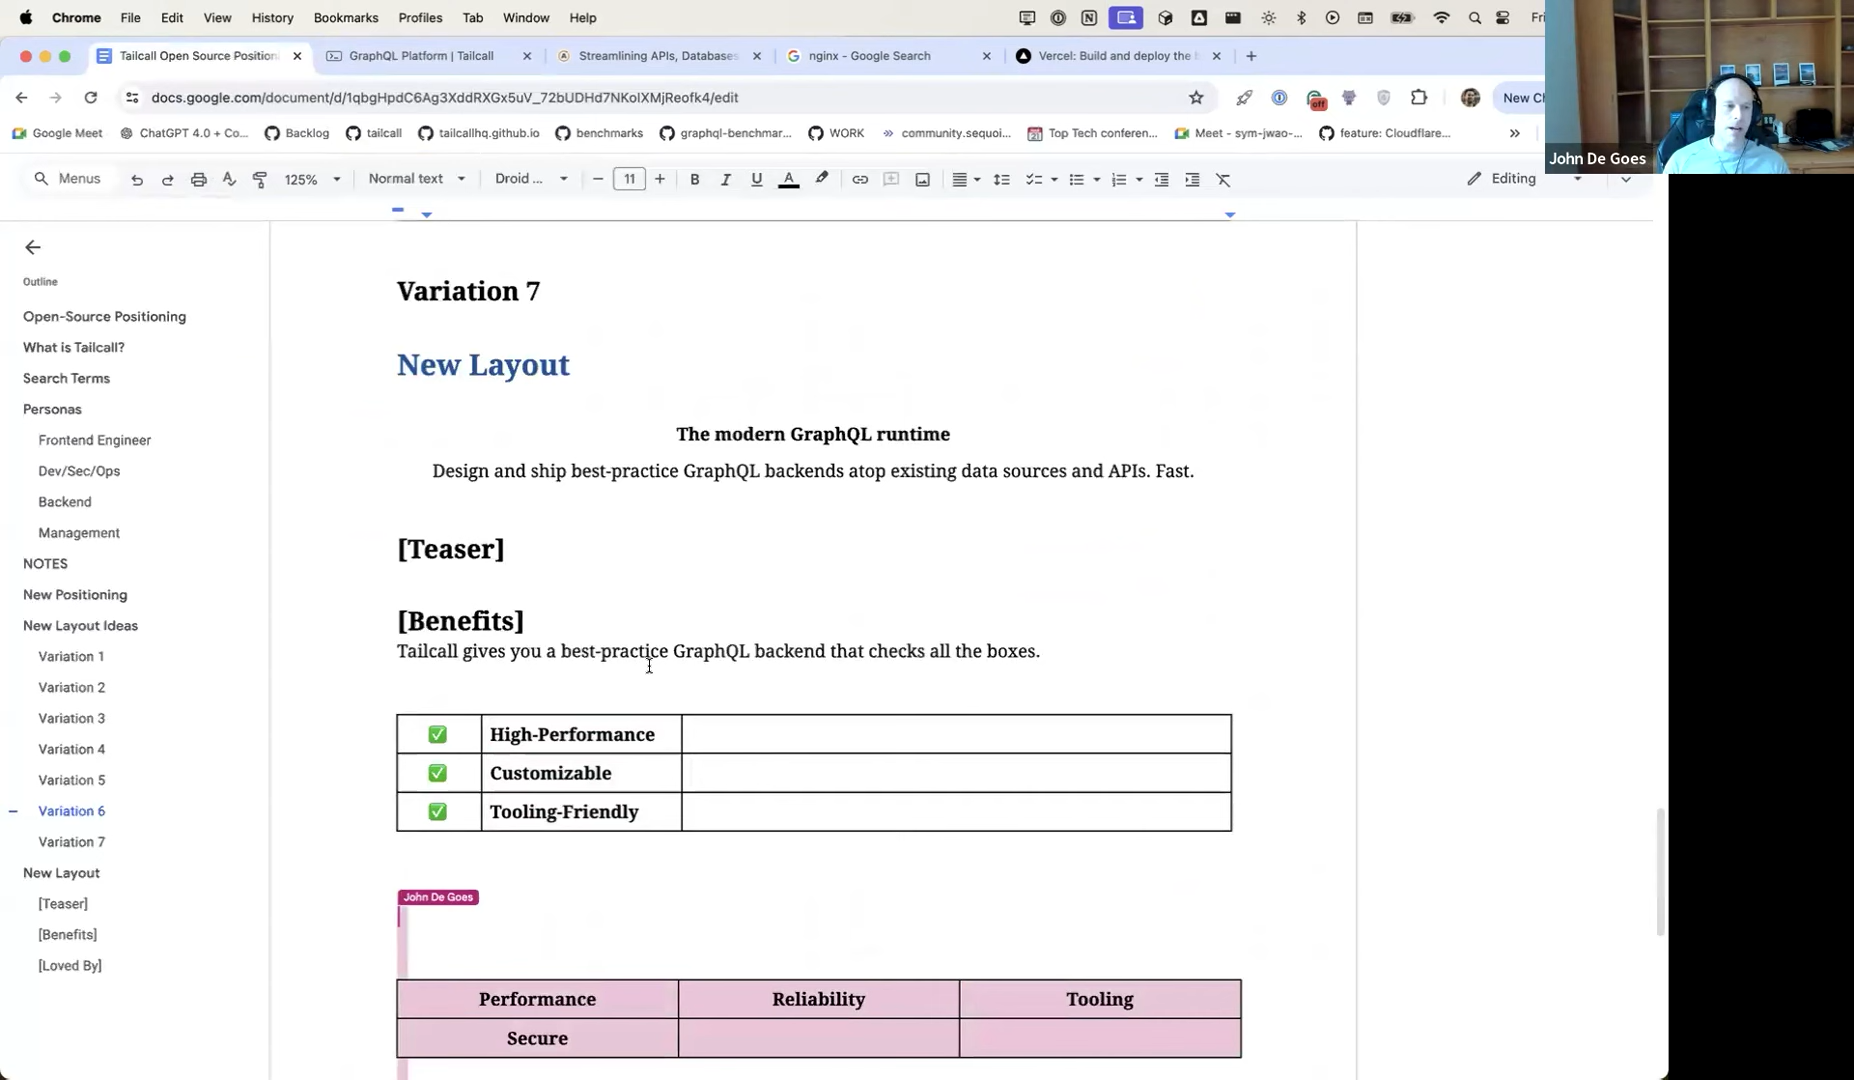 Chrome File Edit View History Bookmarks Profiles Tab Window Help Fri
Tailcall Open Source Position
GraphQL Platform | Tailcall
Streamlining APIs, Databases
nginx - Google Search
Vercel: Build and deploy the b
docs.google.com/document/d/1qbgHpdC6Ag3XddRXGx5uV_72bUDHd7NKolXMjReofk4/edit
off
New Ch
Google Meet
ChatGPT 4.0 + Co...
Backlog
tailcall
tailcallhq.github.io
benchmarks
graphql-benchmar...
WORK
community.sequoi...
Top Tech conferen...
Meet - sym-jwao-...
feature: Cloudflare...
John De Goes
Menus
125%
Normal text
Droid ...
11
Editing
Outline
Open-Source Positioning
What is Tailcall?
Search Terms
Personas
Frontend Engineer
Dev/Sec/Ops
Backend
Management
NOTES
New Positioning
New Layout Ideas
Variation 1
Variation 2
Variation 3
Variation 4
Variation 5
Variation 6
Variation 7
New Layout
[Teaser]
[Benefits]
[Loved By]
Variation 7
New Layout
The modern GraphQL runtime
Design and ship best-practice GraphQL backends atop existing data sources and APIs. Fast.
[Teaser]
[Benefits]
Tailcall gives you a best-practice GraphQL backend that checks all the boxes.
✅ High-Performance
✅ Customizable
✅ Tooling-Friendly
John De Goes
Performance Reliability Tooling
Secure